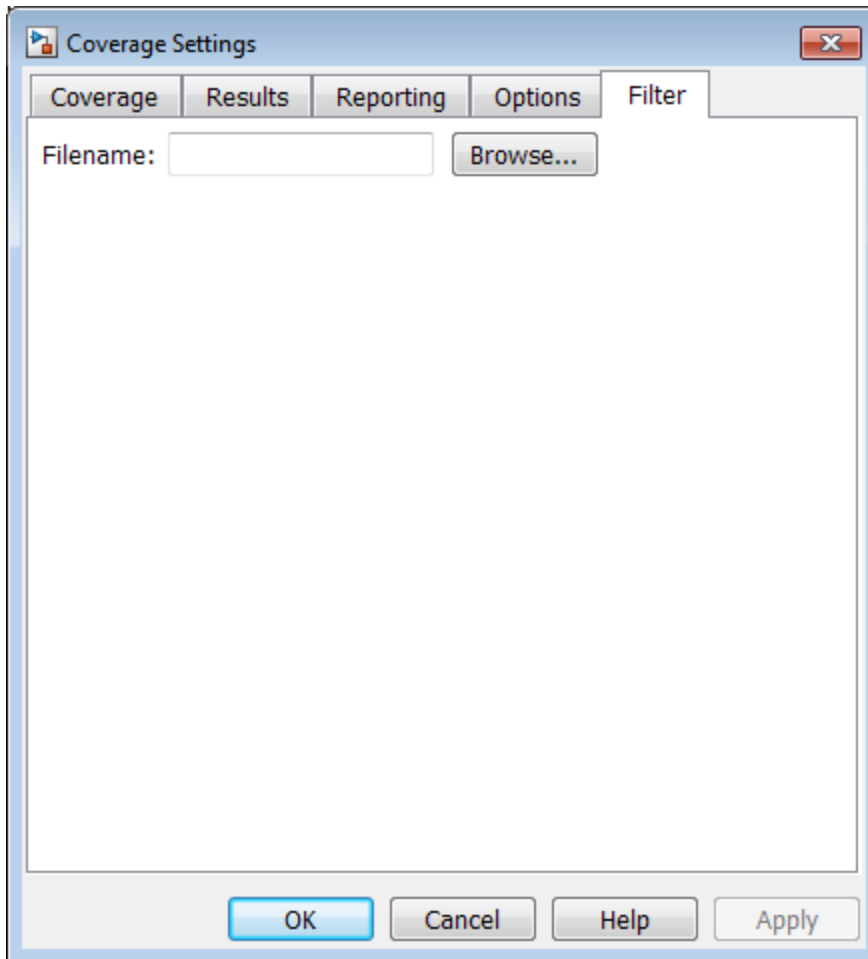 Coverage Settings
Coverage Results Reporting Options Filter
Filename: Browse...
OK Cancel Help Apply